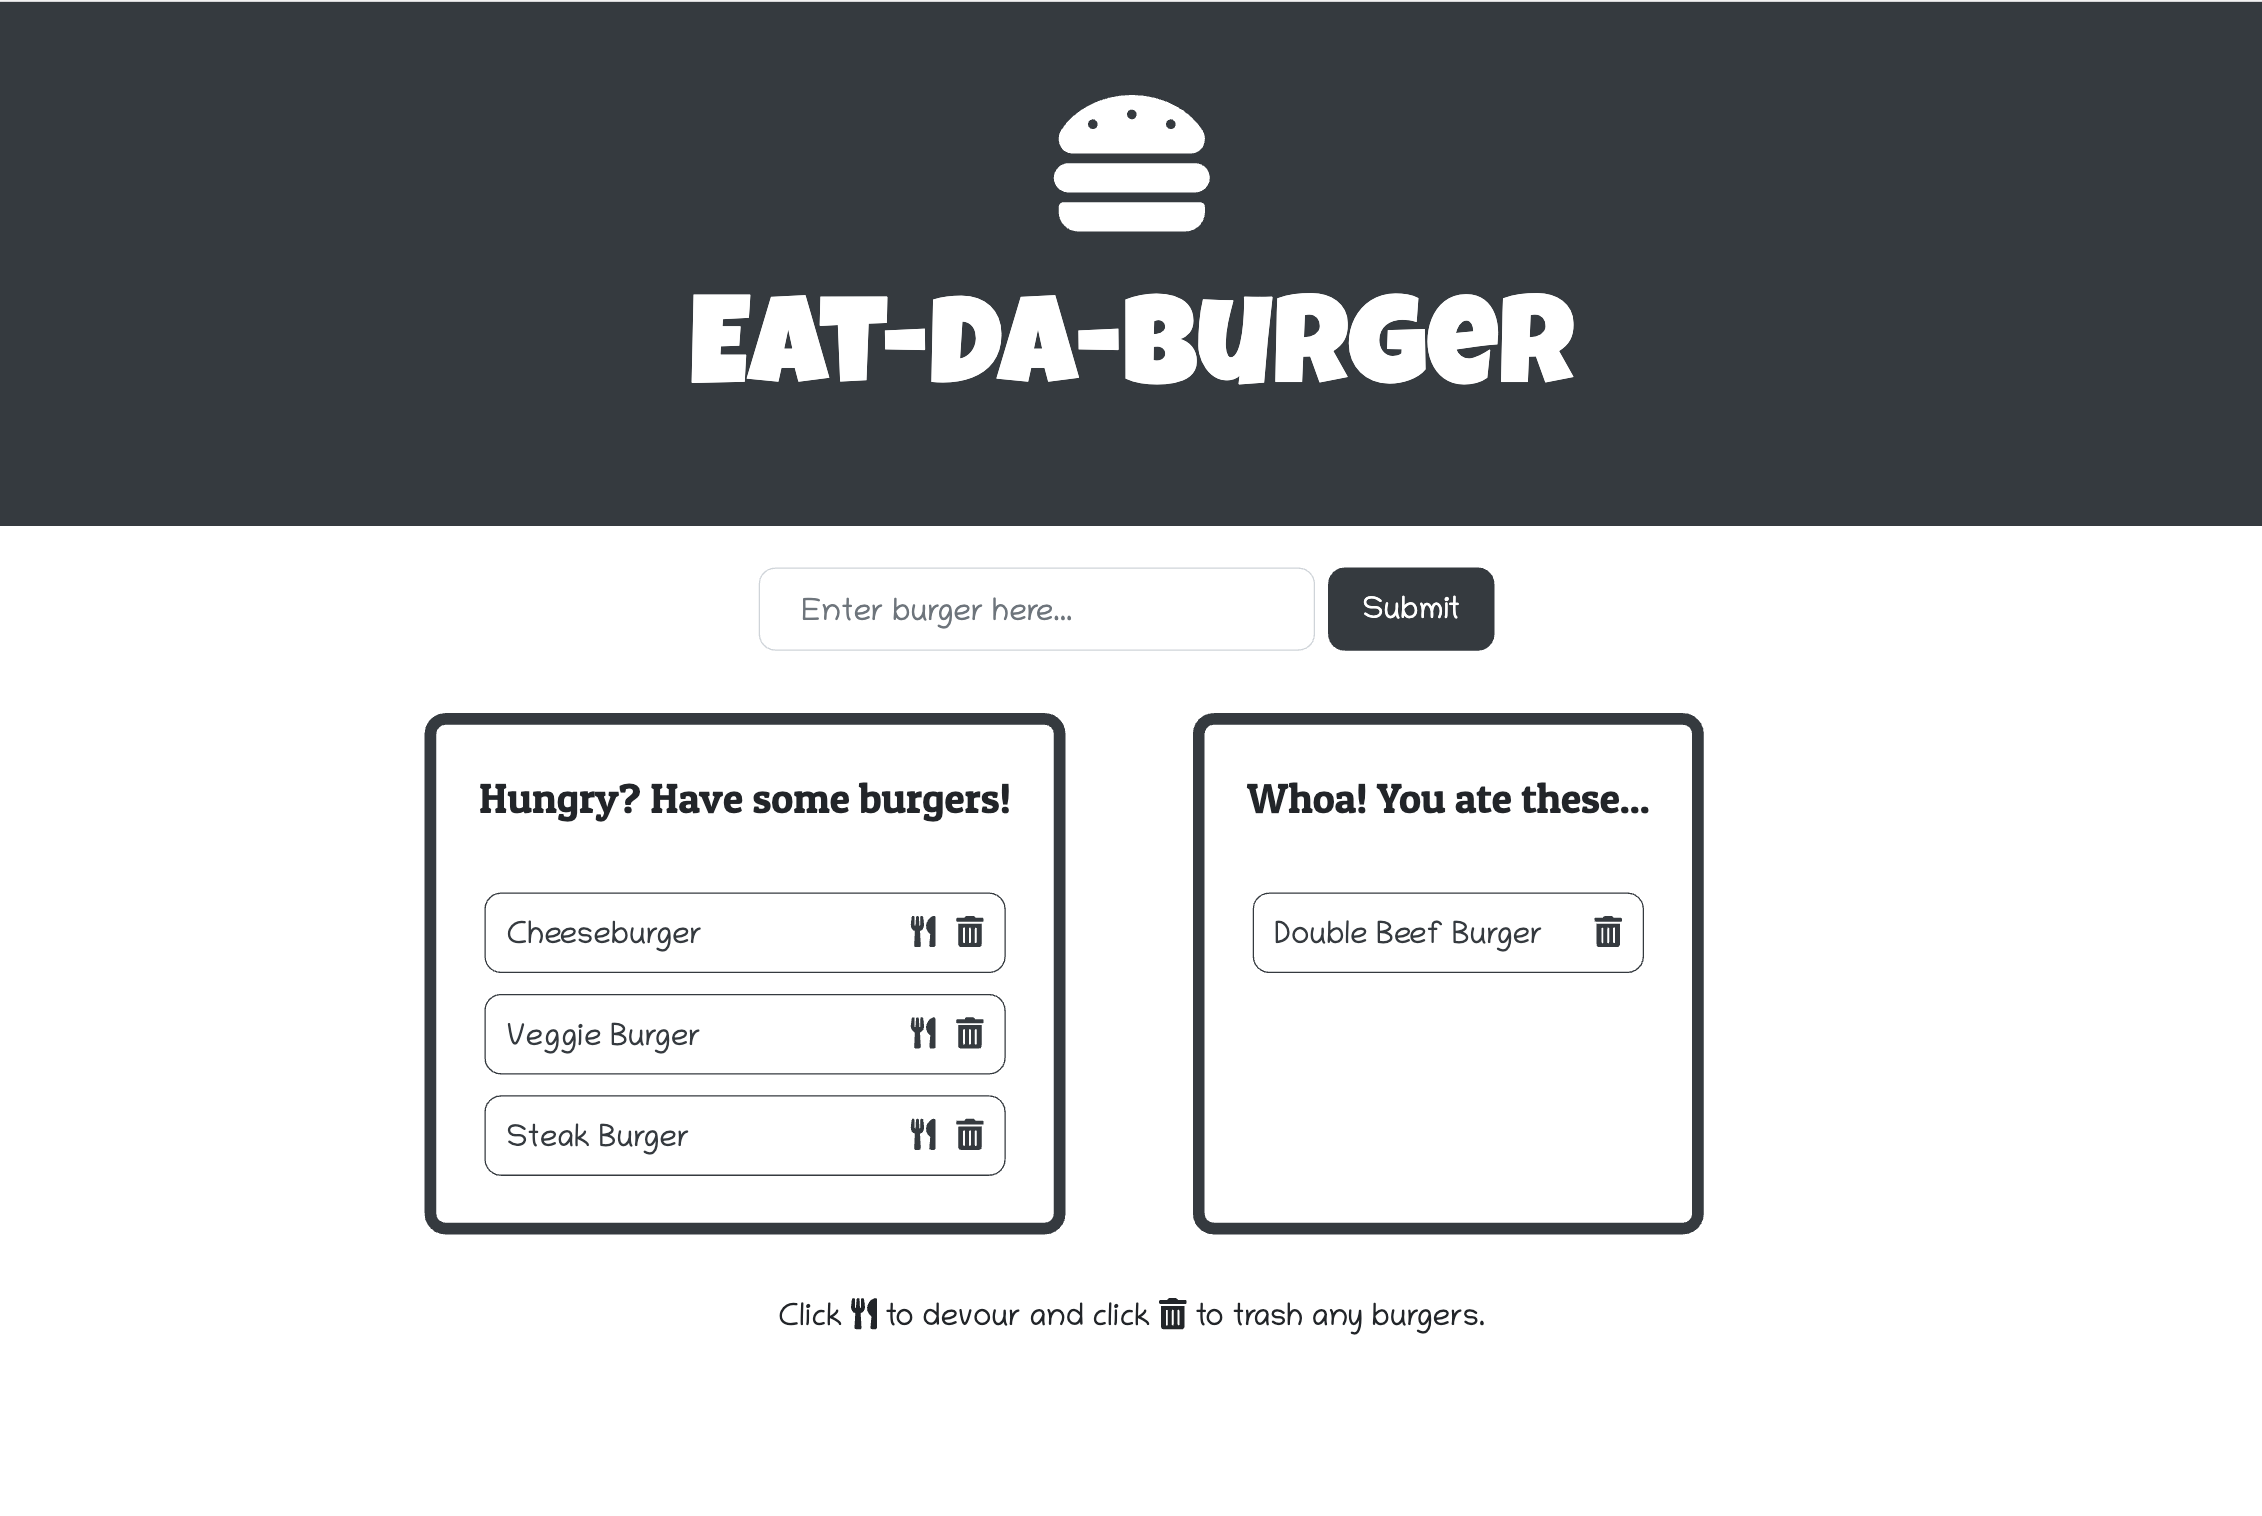 EAT-DA-BURGeR
Enter burger here...
Submit
Hungry? Have some burgers!
Cheeseburger
Veggie Burger
Steak Burger
Whoa! You ate these...
Double Beef Burger
Click to devour and click to trash any burgers.